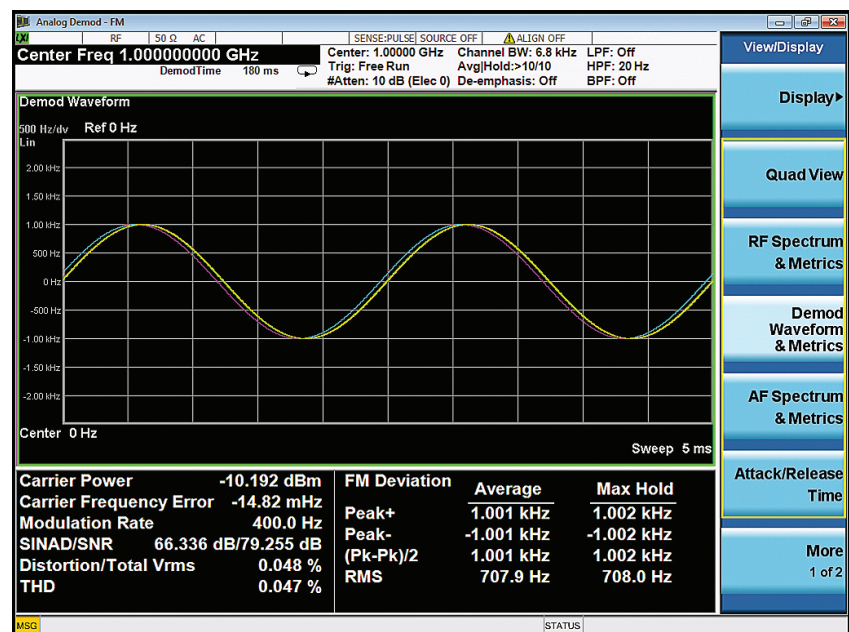 Analog Demod - FM
LXI RF 50 Ω AC SENSE:PULSE SOURCE OFF ALIGN OFF
Center Freq 1.000000000 GHz
DemodTime 180 ms
Center: 1.00000 GHz Channel BW: 6.8 kHz LPF: Off
Trig: Free Run Avg|Hold:>10/10 HPF: 20 Hz
#Atten: 10 dB (Elec 0) De-emphasis: Off BPF: Off
Demod Waveform
500 Hz/dv Ref 0 Hz
Lin
2.00 kHz
1.50 kHz
1.00 kHz
500 Hz
0 Hz
-500 Hz
-1.00 kHz
-1.50 kHz
-2.00 kHz
Center 0 Hz
Sweep 5 ms
Carrier Power -10.192 dBm
Carrier Frequency Error -14.82 mHz
Modulation Rate 400.0 Hz
SINAD/SNR 66.336 dB/79.255 dB
Distortion/Total Vrms 0.048 %
THD 0.047 %
FM Deviation Average Max Hold
Peak+ 1.001 kHz 1.002 kHz
Peak- -1.001 kHz -1.002 kHz
(Pk-Pk)/2 1.001 kHz 1.002 kHz
RMS 707.9 Hz 708.0 Hz
View/Display
Display
Quad View
RF Spectrum
& Metrics
Demod
Waveform
& Metrics
AF Spectrum
& Metrics
Attack/Release
Time
More
1 of 2
MSG STATUS